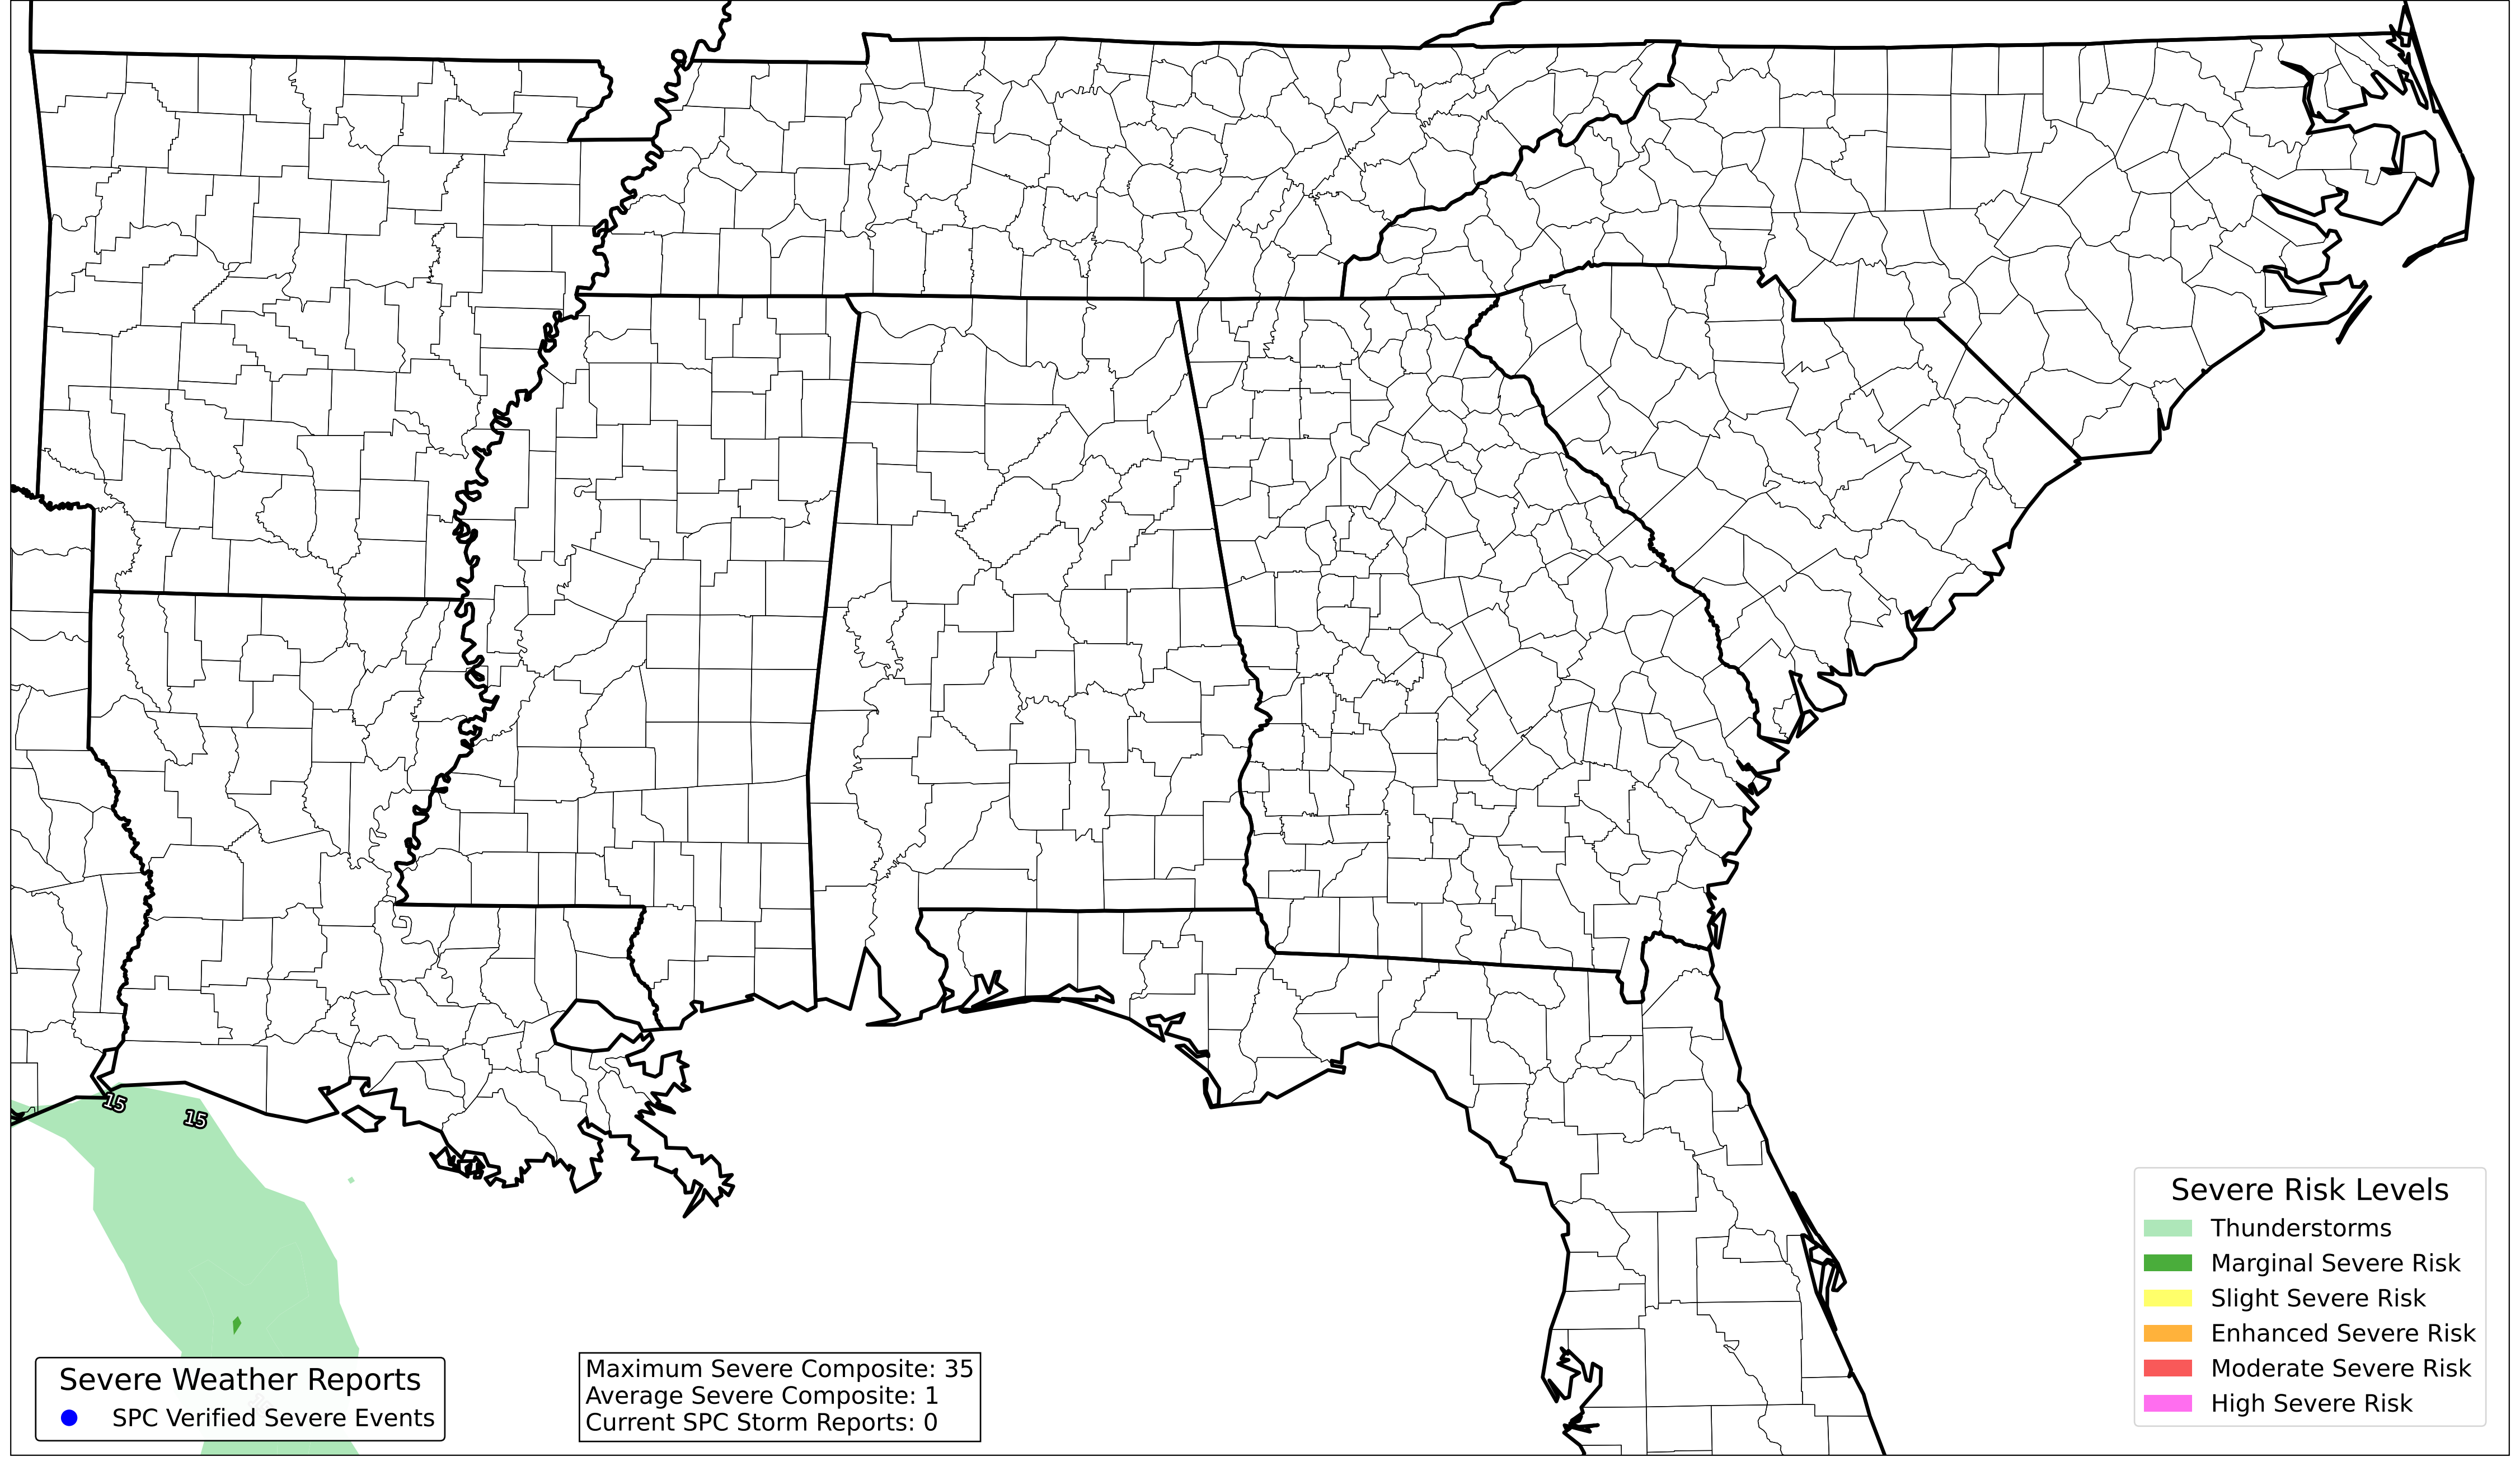 15
15
Severe Risk Levels
Thunderstorms
Marginal Severe Risk
Slight Severe Risk
Enhanced Severe Risk
Moderate Severe Risk
High Severe Risk
Severe Weather Reports
SPC Verified Severe Events
Maximum Severe Composite: 35
Average Severe Composite: 1
Current SPC Storm Reports: 0